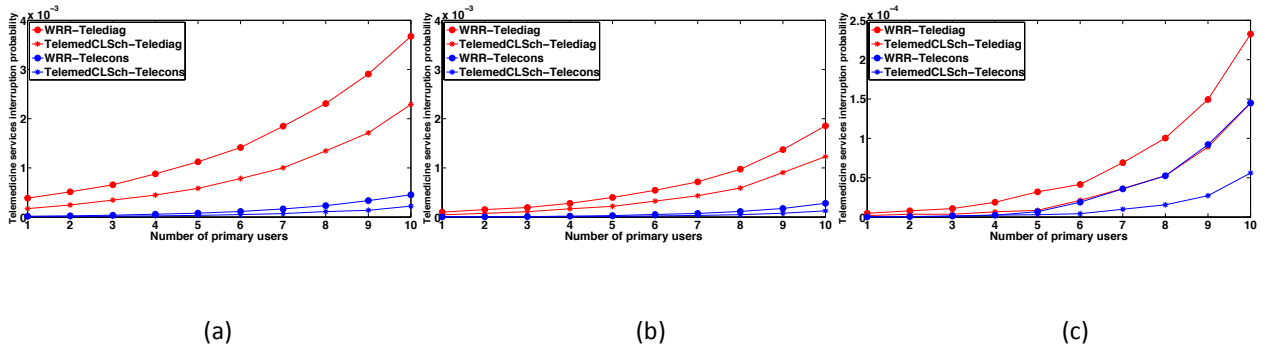 4 x 10^-3
WRR-Telediag
TelemedCLSch-Telediag
WRR-Telecons
TelemedCLSch-Telecons
3
2
1
0
1 2 3 4 5 6 7 8 9 10
Number of primary users
Telemedicine services interruption probability
(a)
4 x 10^-3
WRR-Telediag
TelemedCLSch-Telediag
WRR-Telecons
TelemedCLSch-Telecons
3
2
1
0
1 2 3 4 5 6 7 8 9 10
Number of primary users
Telemedicine services interruption probability
(b)
2.5 x 10^-4
WRR-Telediag
TelemedCLSch-Telediag
WRR-Telecons
TelemedCLSch-Telecons
2
1.5
1
0.5
0
1 2 3 4 5 6 7 8 9 10
Number of primary users
Telemedicine services interruption probability
(c)